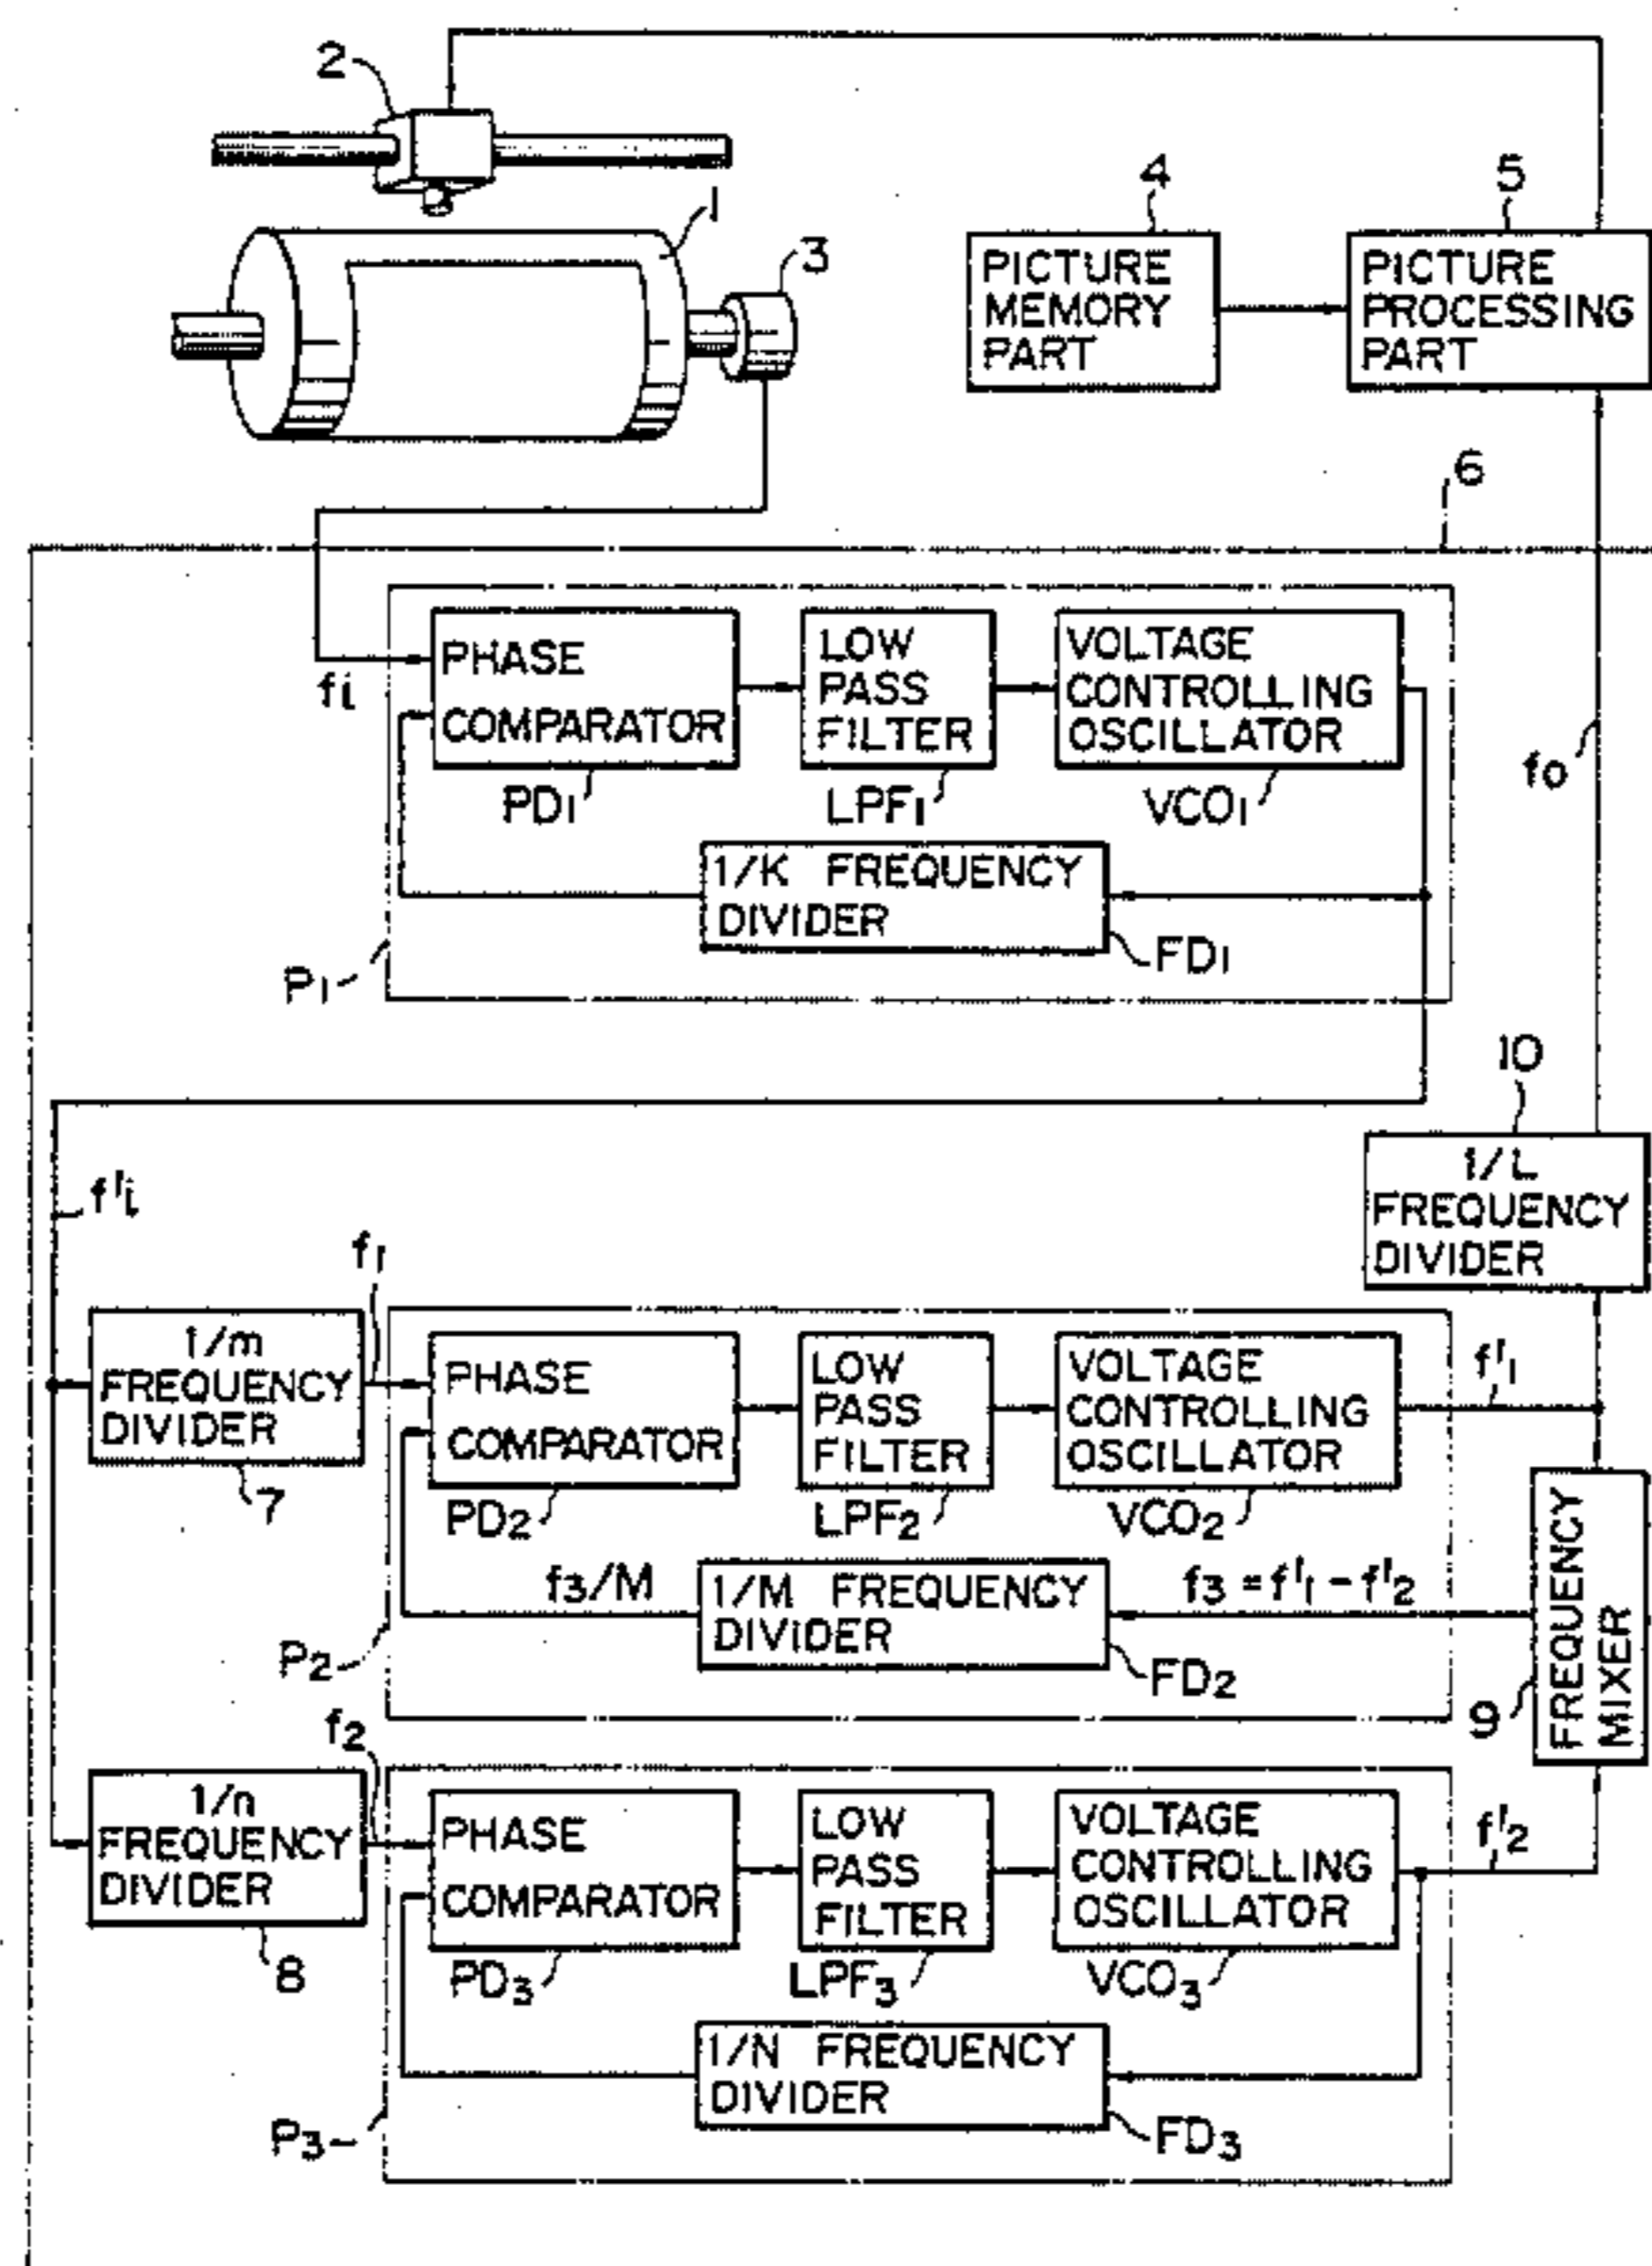 2
1
3
4
5
PICTURE
MEMORY
PART
PICTURE
PROCESSING
PART
6
fi
PHASE
COMPARATOR
LOW
PASS
FILTER
VOLTAGE
CONTROLLING
OSCILLATOR
PD1
LPF1
VCO1
fo
1/K FREQUENCY
DIVIDER
FD1
P1
10
1/L
FREQUENCY
DIVIDER
f'i
f1
1/m
FREQUENCY
DIVIDER
7
PHASE
COMPARATOR
LOW
PASS
FILTER
VOLTAGE
CONTROLLING
OSCILLATOR
f'1
PD2
LPF2
VCO2
f3/M
1/M FREQUENCY
DIVIDER
f3 = f'1 - f'2
FD2
P2
9
FREQUENCY
MIXER
f2
1/n
FREQUENCY
DIVIDER
8
PHASE
COMPARATOR
LOW
PASS
FILTER
VOLTAGE
CONTROLLING
OSCILLATOR
f'2
PD3
LPF3
VCO3
1/N FREQUENCY
DIVIDER
FD3
P3